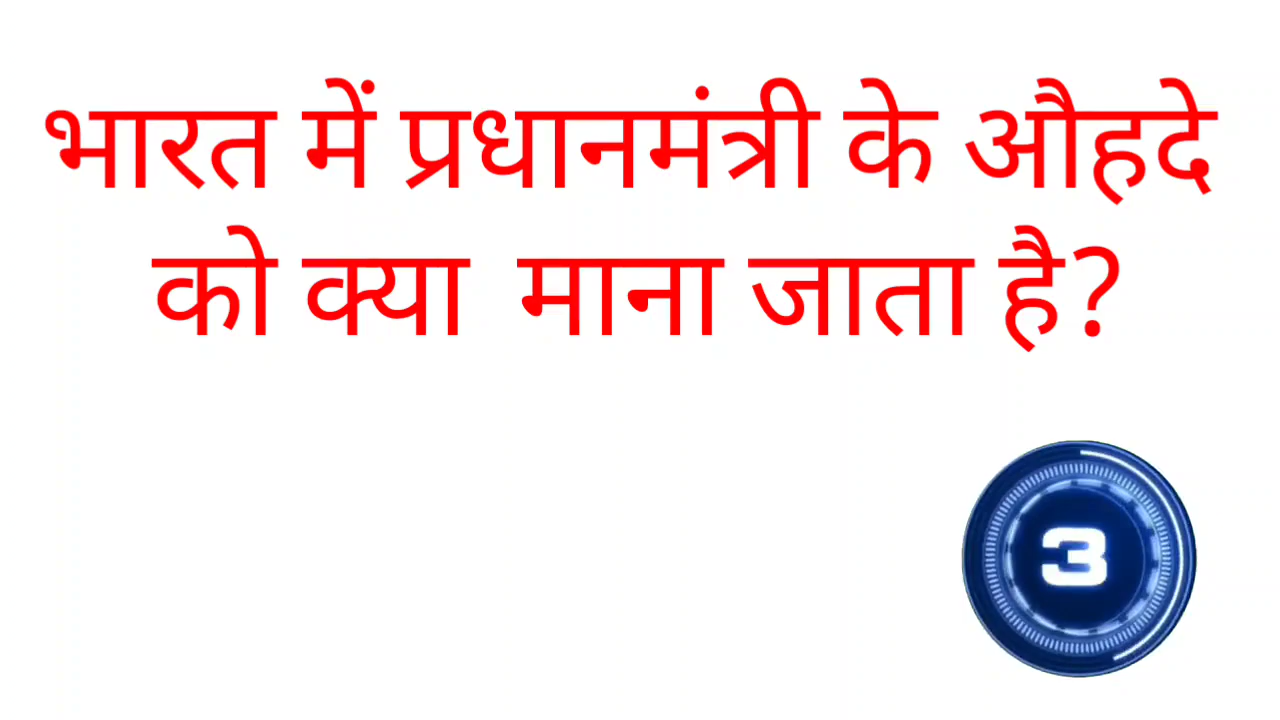 भारत में प्रधानमंत्री के औहदे
को क्या माना जाता है?
3